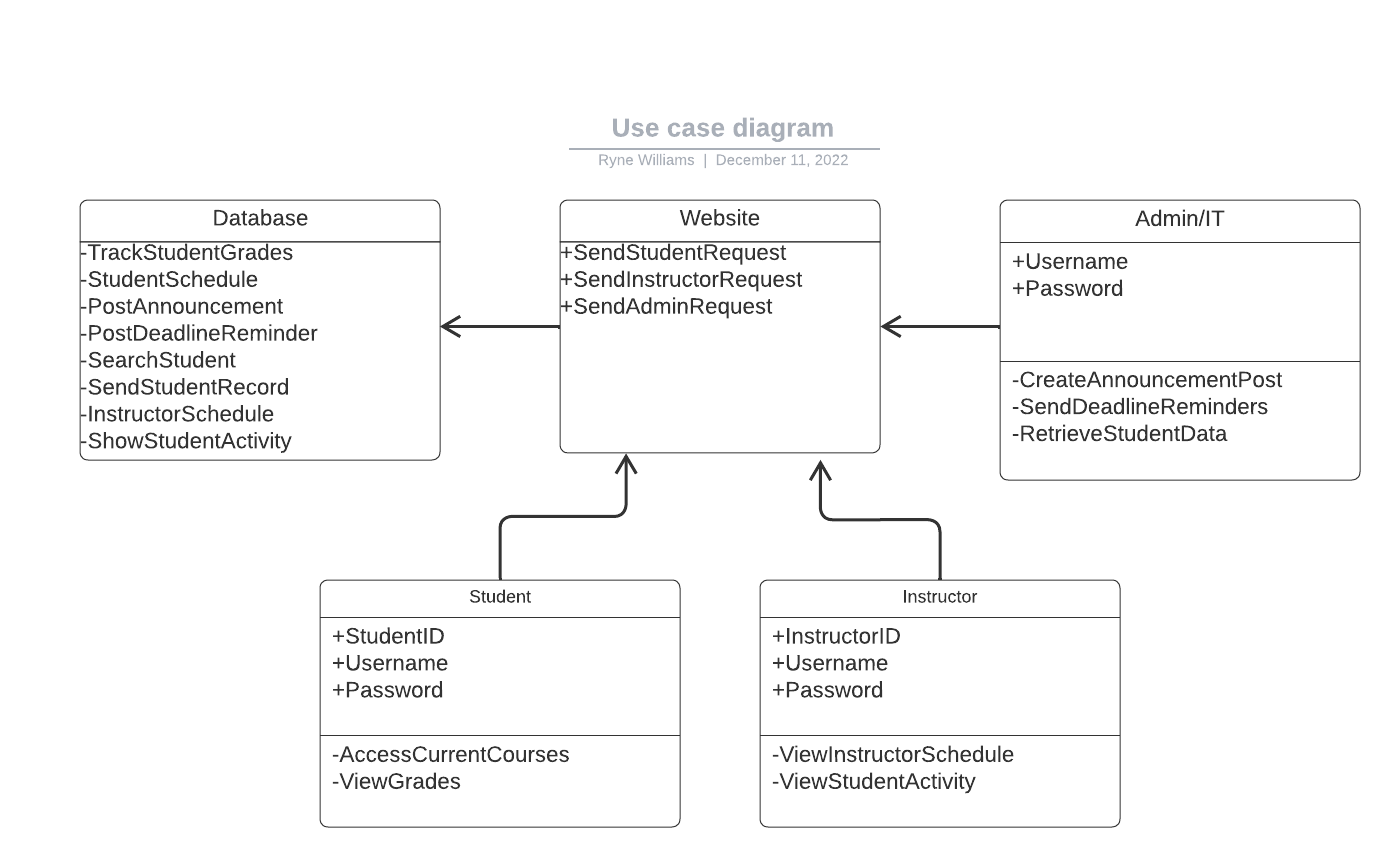 Use case diagram
Ryne Williams | December 11, 2022
Database
-TrackStudentGrades
-StudentSchedule
-PostAnnouncement
-PostDeadlineReminder
-SearchStudent
-SendStudentRecord
-InstructorSchedule
-ShowStudentActivity
Website
+SendStudentRequest
+SendInstructorRequest
+SendAdminRequest
Admin/IT
+Username
+Password
-CreateAnnouncementPost
-SendDeadlineReminders
-RetrieveStudentData
Student
+StudentID
+Username
+Password
-AccessCurrentCourses
-ViewGrades
Instructor
+InstructorID
+Username
+Password
-ViewInstructorSchedule
-ViewStudentActivity